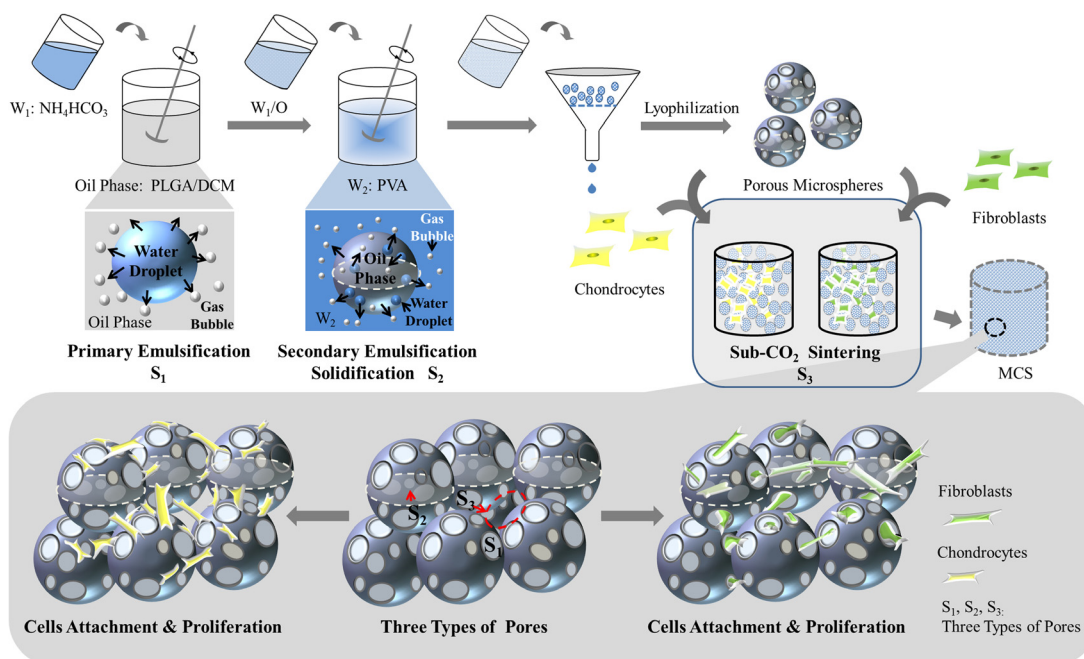 W₁: NH₄HCO₃
W₁/O
Oil Phase: PLGA/DCM
W₂: PVA
Lyophilization
Porous Microspheres
Fibroblasts
Chondrocytes
Water
Droplet
Oil Phase
Gas
Bubble
Gas
Bubble
Oil
Phase
Water
Droplet
W₂
Primary Emulsification
S₁
Secondary Emulsification
Solidification S₂
Sub-CO₂ Sintering
S₃
MCS
S₂
S₃
S₁
Cells Attachment & Proliferation
Three Types of Pores
Cells Attachment & Proliferation
Fibroblasts
Chondrocytes
S₁, S₂, S₃:
Three Types of Pores